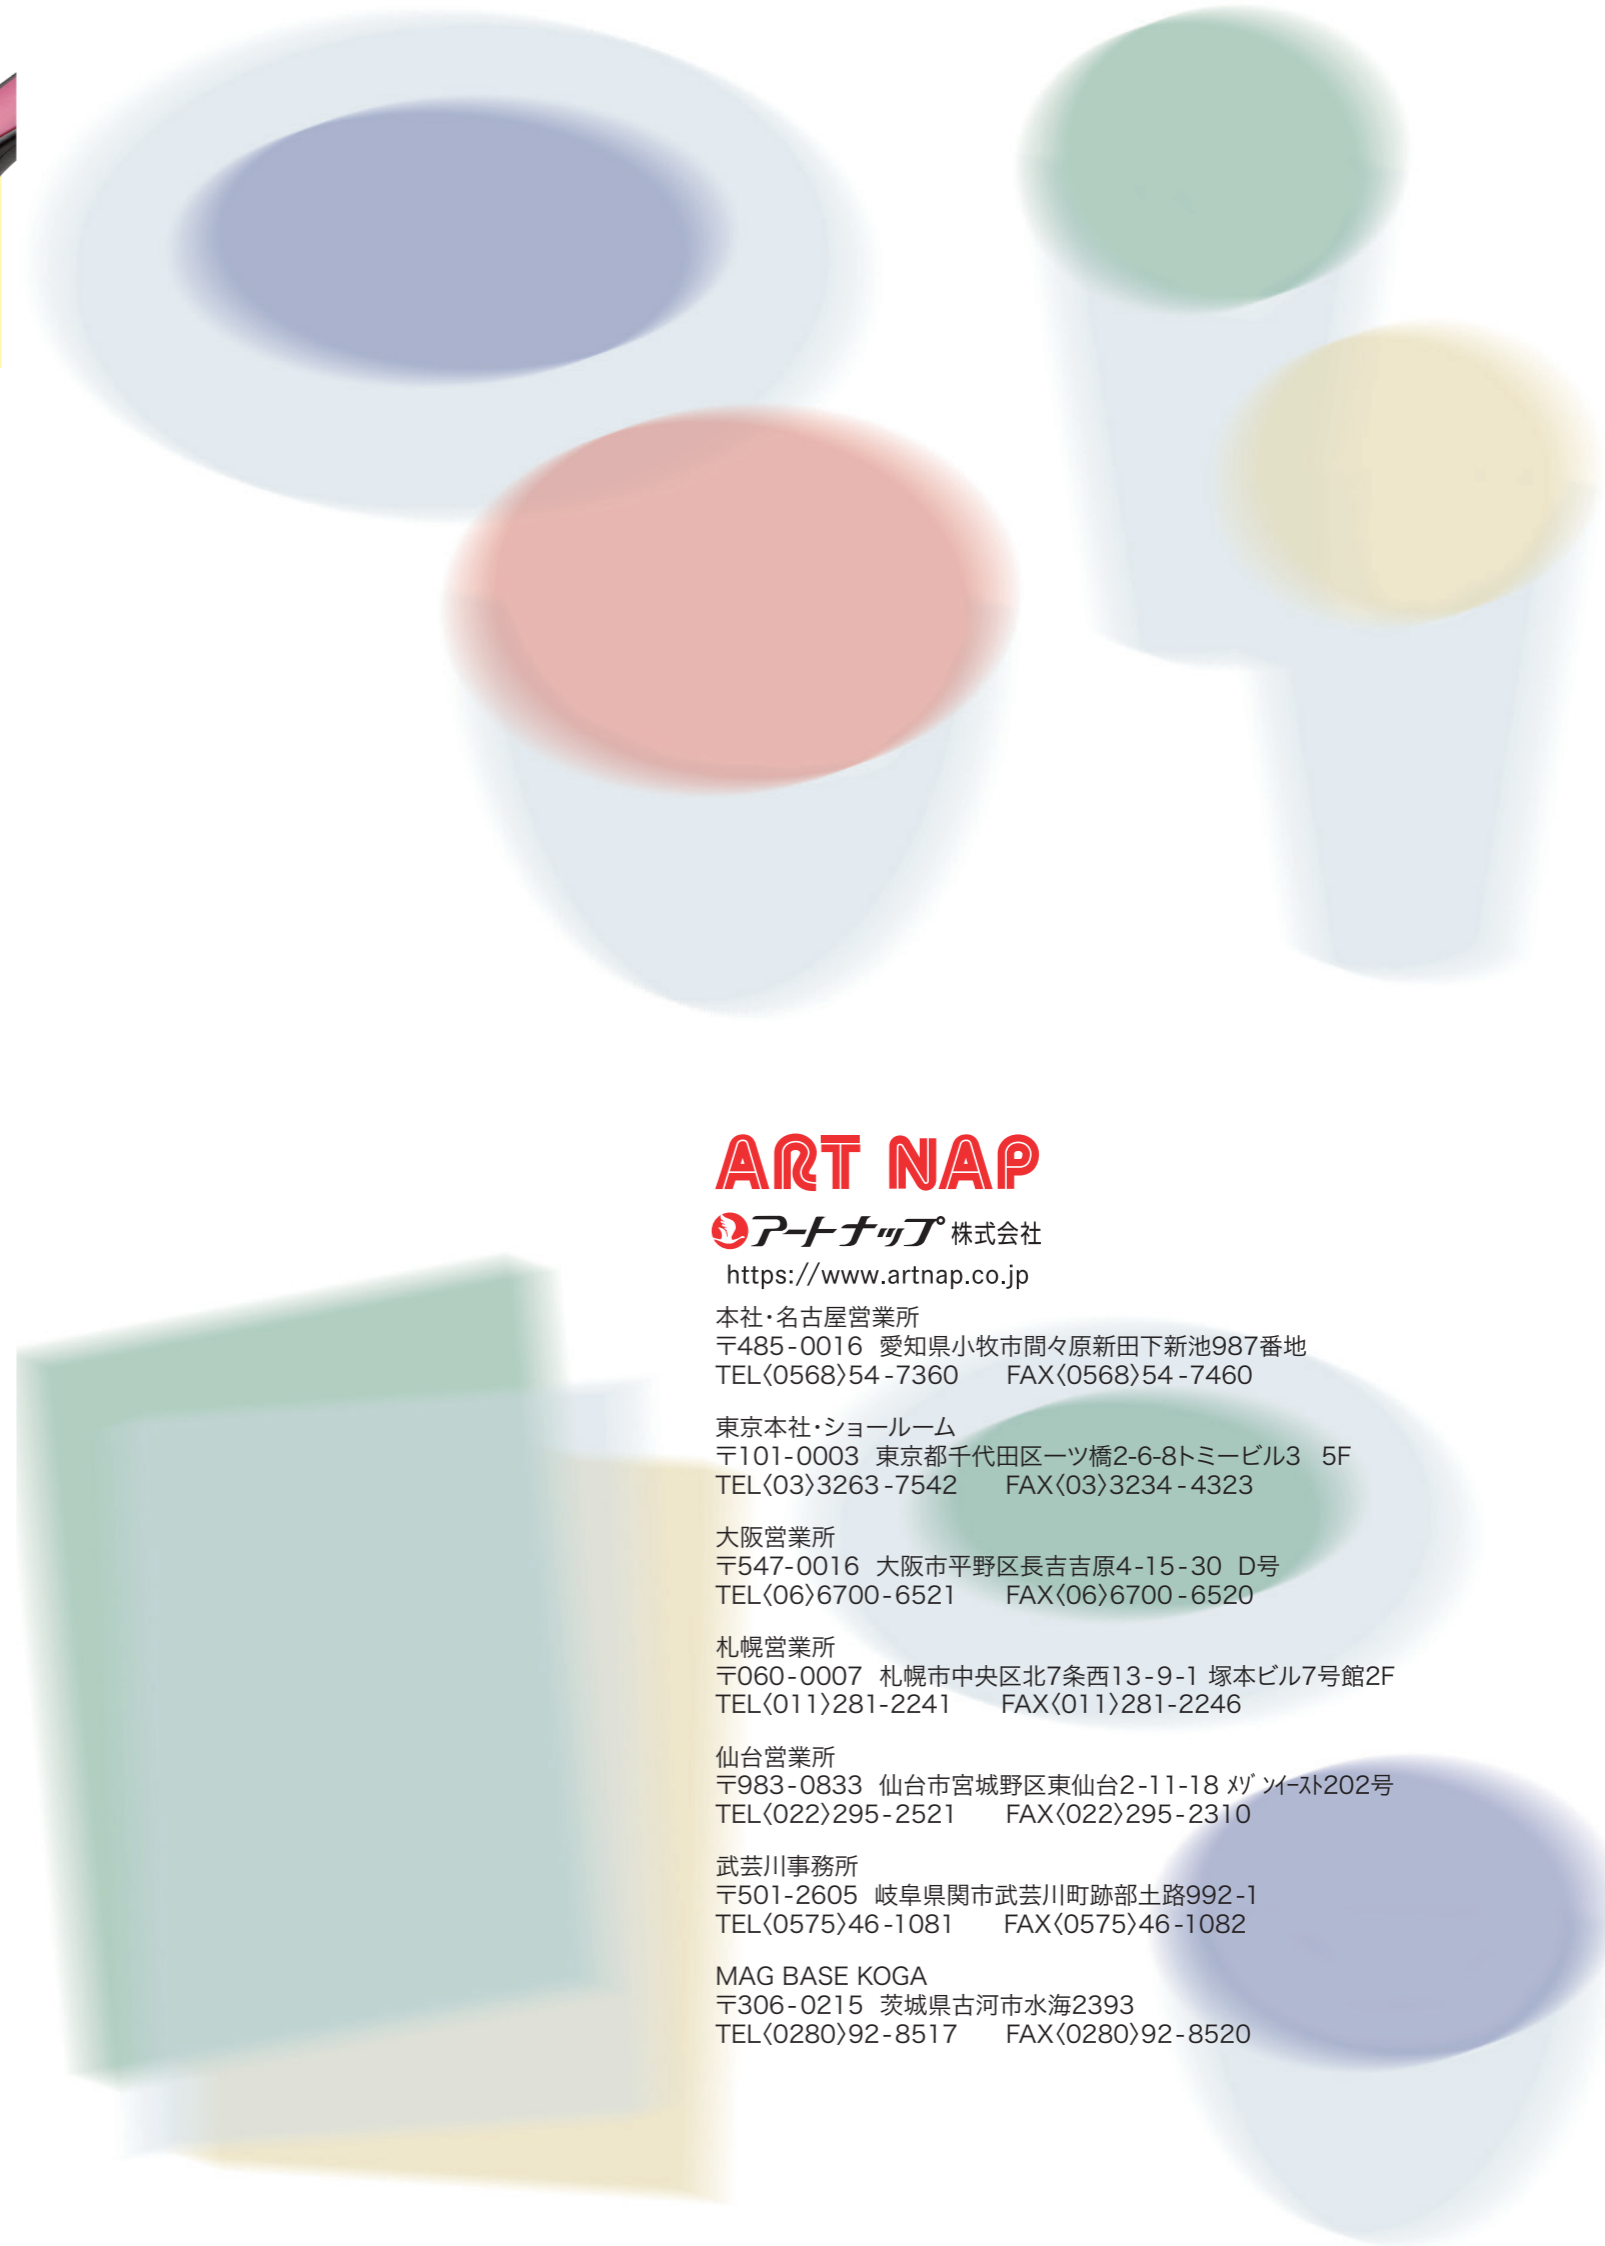 ART NAP
アートナップ株式会社
https://www.artnap.co.jp
本社・名古屋営業所
〒485-0016 愛知県小牧市間々原新田下新池987番地
TEL〈0568〉54-7360 FAX〈0568〉54-7460
東京本社・ショールーム
〒101-0003 東京都千代田区一ツ橋2-6-8トミービル3 5F
TEL〈03〉3263-7542 FAX〈03〉3234-4323
大阪営業所
〒547-0016 大阪市平野区長吉吉原4-15-30 D号
TEL〈06〉6700-6521 FAX〈06〉6700-6520
札幌営業所
〒060-0007 札幌市中央区北7条西13-9-1 塚本ビル7号館2F
TEL〈011〉281-2241 FAX〈011〉281-2246
仙台営業所
〒983-0833 仙台市宮城野区東仙台2-11-18 ﾒｿﾞﾝｲｰｽﾄ202号
TEL〈022〉295-2521 FAX〈022〉295-2310
武芸川事務所
〒501-2605 岐阜県関市武芸川町跡部土路992-1
TEL〈0575〉46-1081 FAX〈0575〉46-1082
MAG BASE KOGA
〒306-0215 茨城県古河市水海2393
TEL〈0280〉92-8517 FAX〈0280〉92-8520